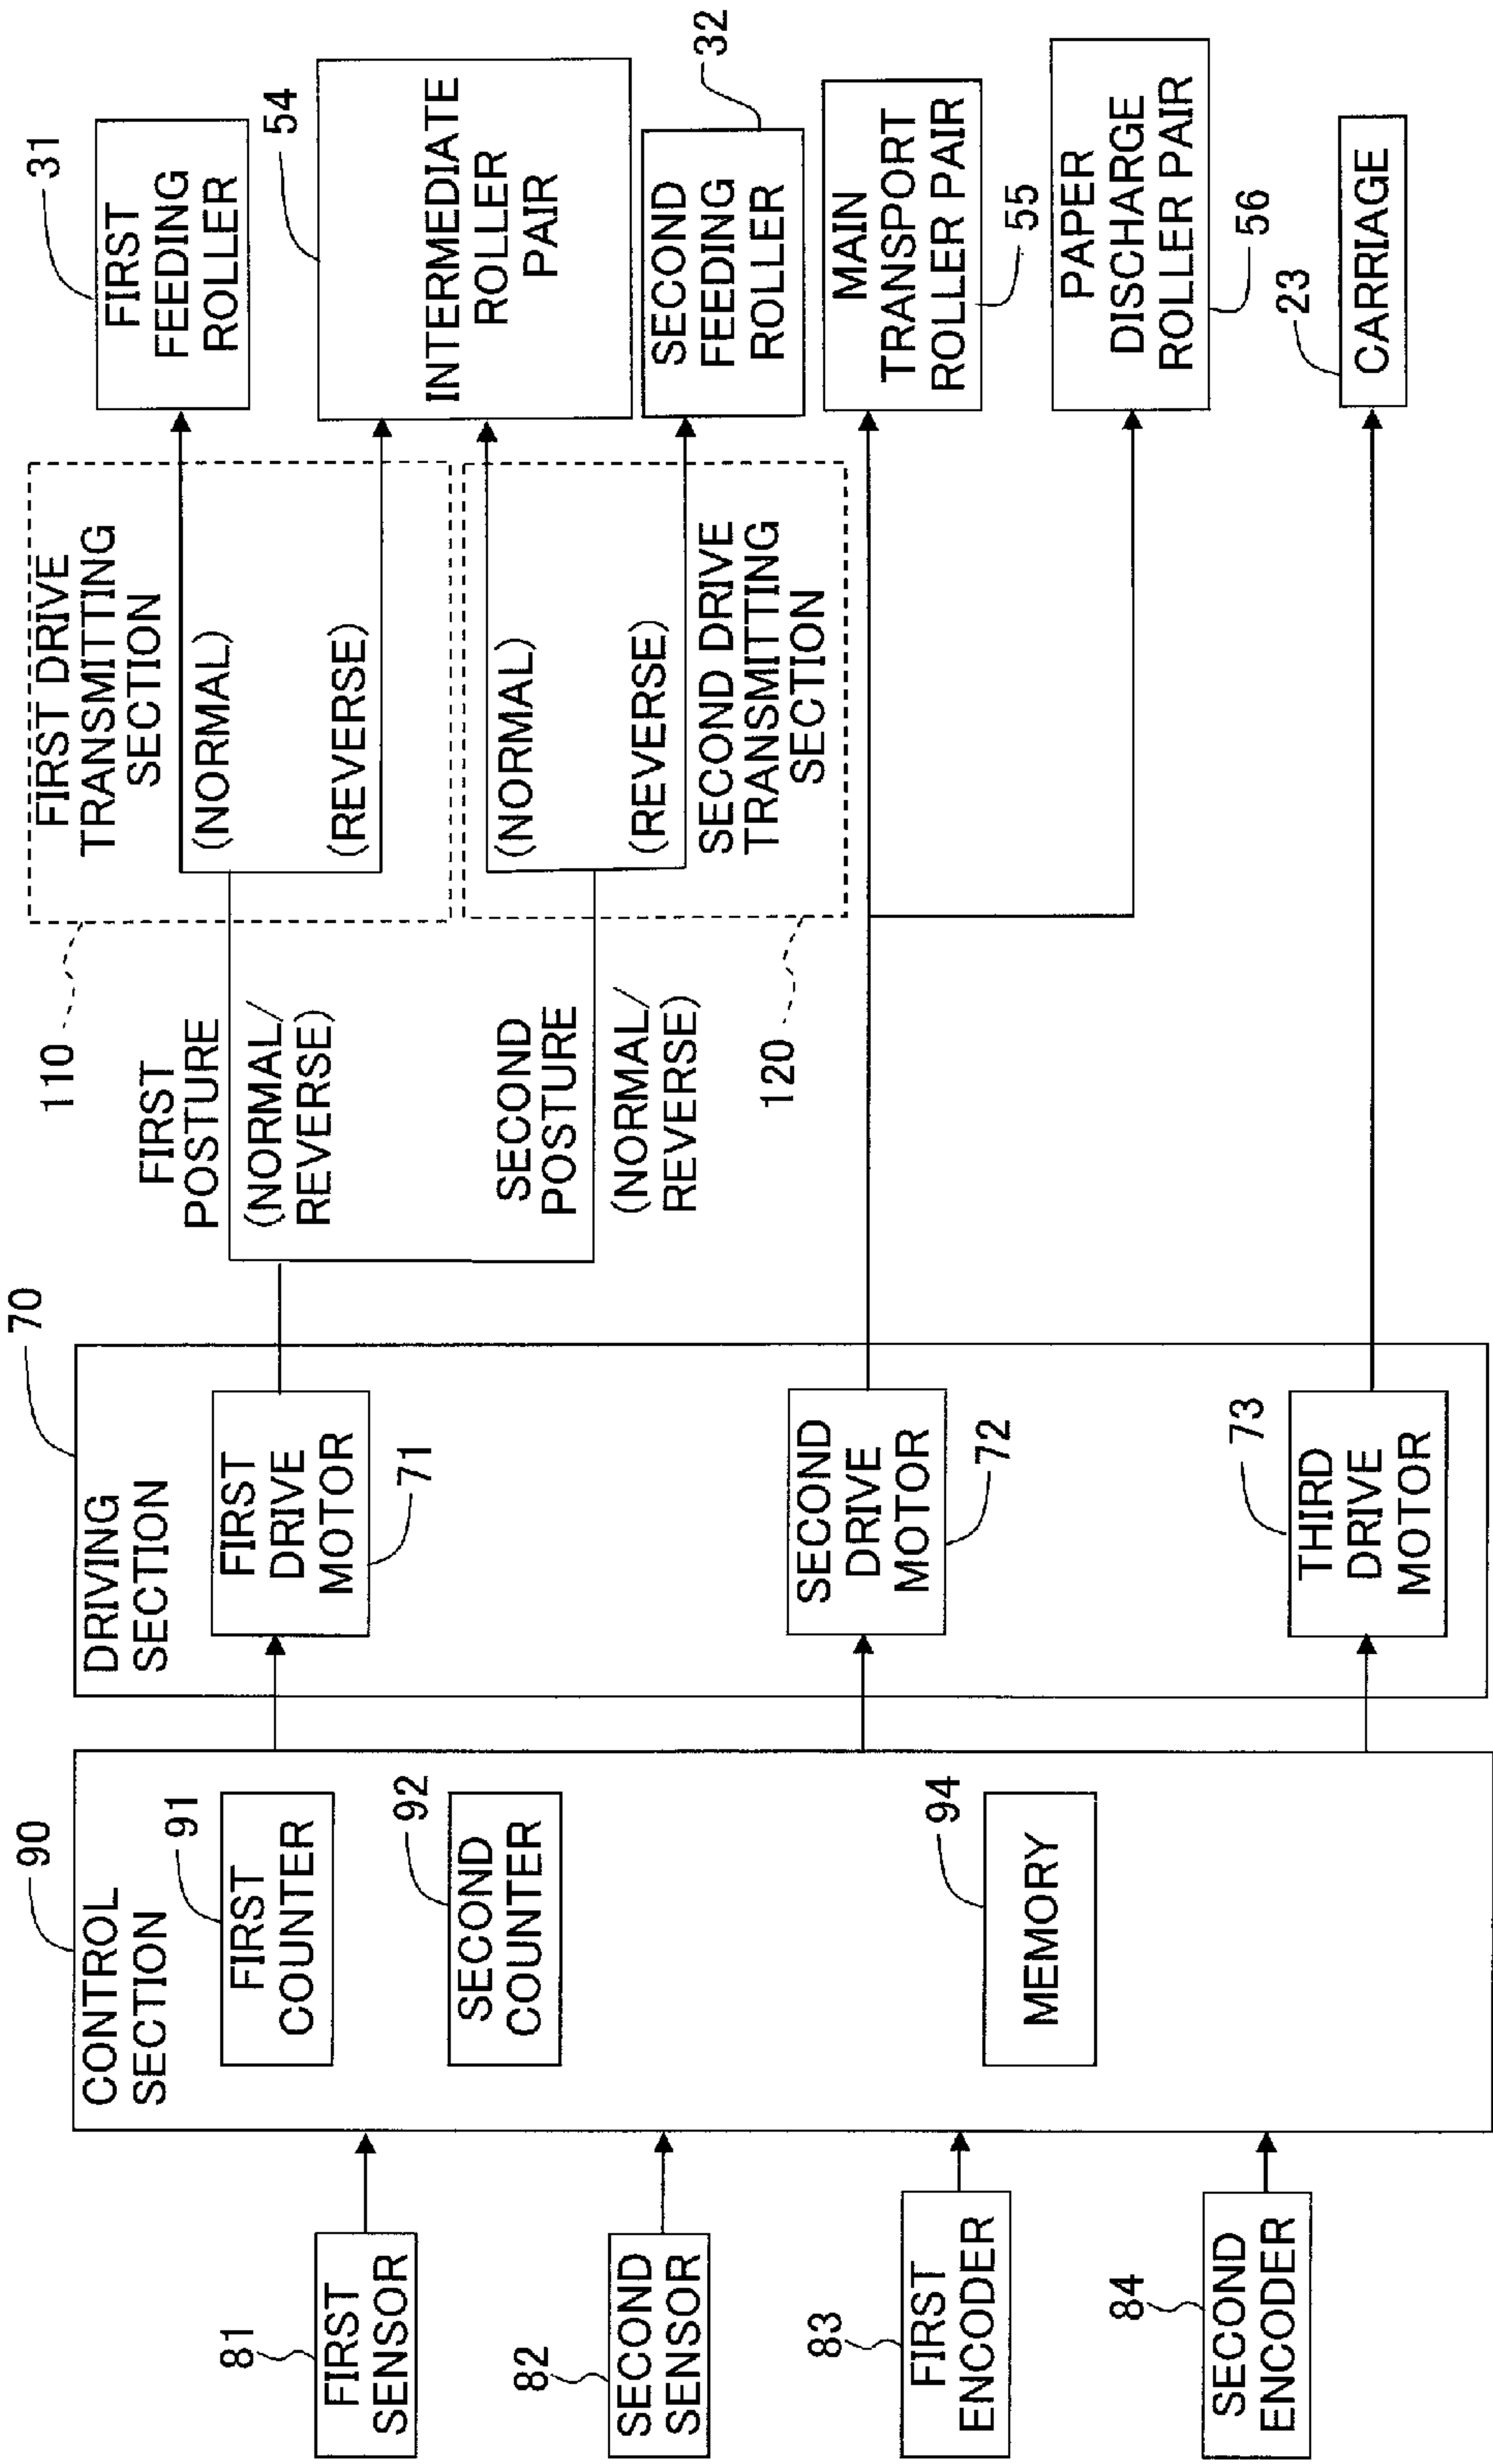 81
FIRST
SENSOR
82
SECOND
SENSOR
83
FIRST
ENCODER
84
SECOND
ENCODER
90
CONTROL
SECTION
91
FIRST
COUNTER
92
SECOND
COUNTER
94
MEMORY
70
DRIVING
SECTION
FIRST
DRIVE
MOTOR
71
SECOND
DRIVE
MOTOR
72
73
THIRD
DRIVE
MOTOR
110
FIRST
POSTURE
(NORMAL/
REVERSE)
SECOND
POSTURE
(NORMAL/
REVERSE)
120
FIRST DRIVE
TRANSMITTING
SECTION
(NORMAL)
(REVERSE)
(NORMAL)
(REVERSE)
SECOND DRIVE
TRANSMITTING
SECTION
31
FIRST
FEEDING
ROLLER
54
INTERMEDIATE
ROLLER
PAIR
32
SECOND
FEEDING
ROLLER
MAIN
TRANSPORT
ROLLER PAIR
55
PAPER
DISCHARGE
ROLLER PAIR
56
23
CARRIAGE